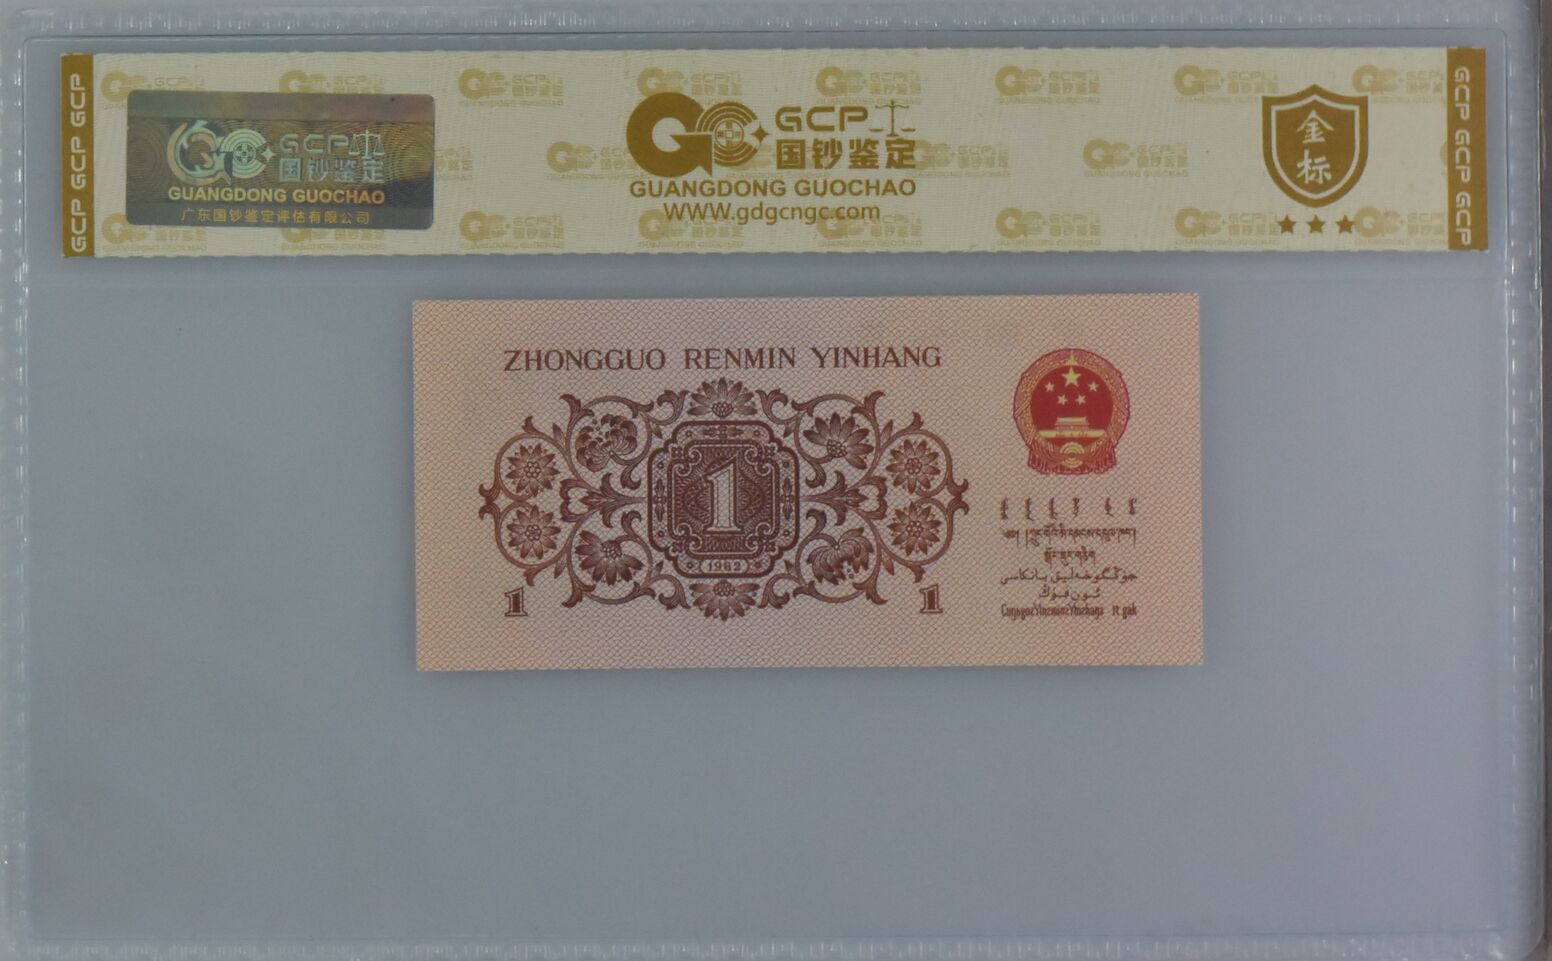 GCP GCP GCP
GCP
国钞鉴定
GUANGDONG GUOCHAO
广东国钞鉴定评估有限公司
GCP
国钞鉴定
GUANGDONG GUOCHAO
WWW.gdgcngc.com
金
标
GCP GCP GCP
ZHONGGUO RENMIN YINHANG
1
1962
1
1